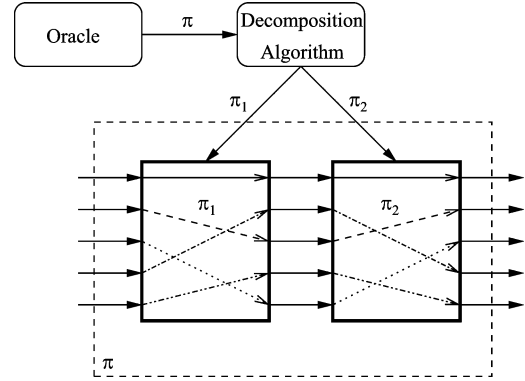 Oracle
π
Decomposition
Algorithm
π1
π2
π1
π2
π